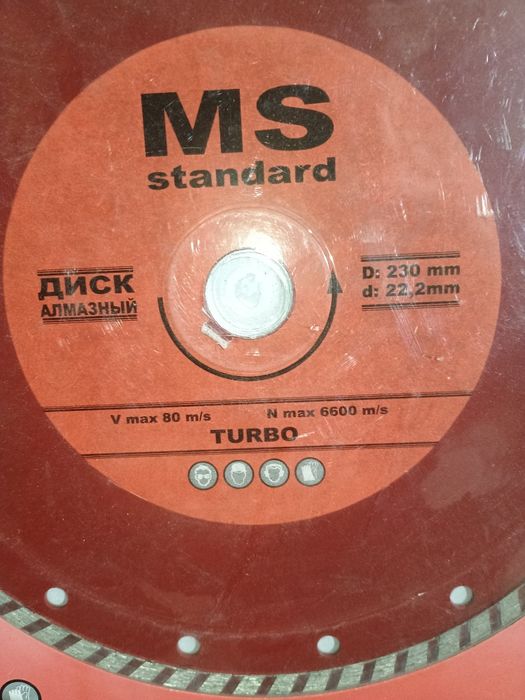 MS
standard
ДИСК
АЛМАЗНЫЙ
D: 230 mm
d: 22,2mm
V max 80 m/s N max 6600 m/s
TURBO